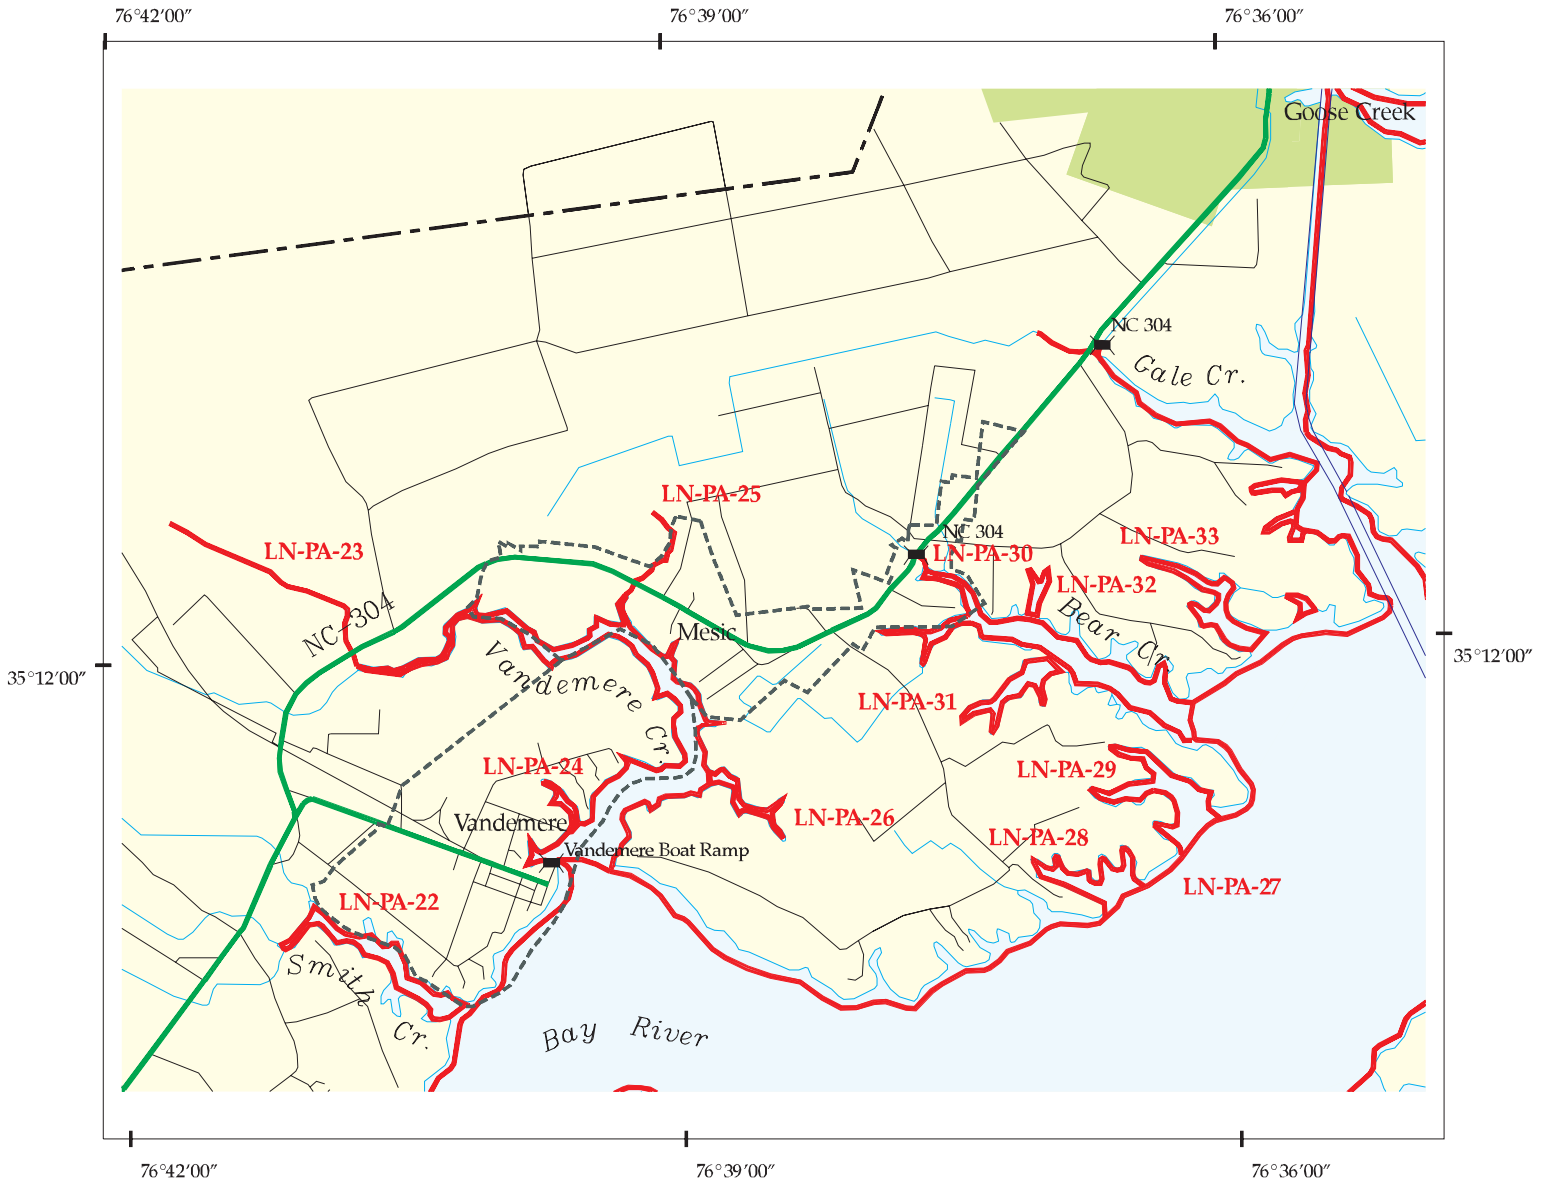 76°42′00″ 76°39′00″ 76°36′00″
Goose Creek
NC 304
Gale Cr.
LN-PA-25
NC 304
LN-PA-33
LN-PA-23
LN-PA-30
LN-PA-32
NC-304
Mesic
Bear Cr.
35°12′00″
35°12′00″
Vandemere Cr.
LN-PA-31
LN-PA-24
LN-PA-29
LN-PA-26
Vandemere
LN-PA-28
Vandemere Boat Ramp
LN-PA-27
LN-PA-22
Smith Cr.
Bay River
76°42′00″ 76°39′00″ 76°36′00″